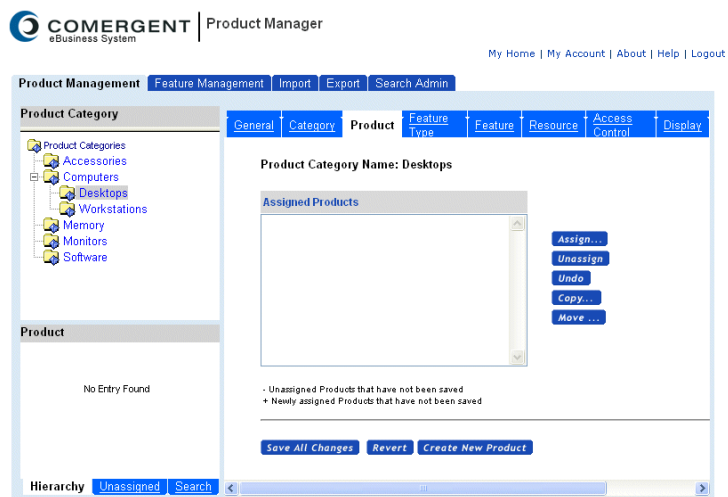 COMERGENT
eBusiness System
Product Manager
My Home | My Account | About | Help | Logout
Product Management Feature Management Import Export Search Admin
Product Category
Product Categories
Accessories
Computers
Desktops
Workstations
Memory
Monitors
Software
Product
No Entry Found
Hierarchy Unassigned Search
General Category Product Feature Type Feature Resource Access Control Display
Product Category Name: Desktops
Assigned Products
Assign...
Unassign
Undo
Copy...
Move ...
- Unassigned Products that have not been saved
+ Newly assigned Products that have not been saved
Save All Changes Revert Create New Product